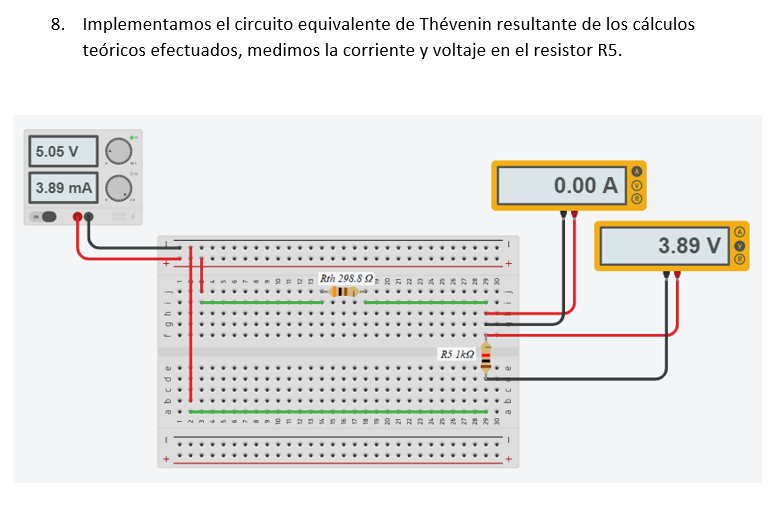 8. Implementamos el circuito equivalente de Thévenin resultante de los cálculos
teóricos efectuados, medimos la corriente y voltaje en el resistor R5.
5.05 V
3.89 mA
0.00 A
A
V
R
3.89 V
A
V
R
Rth 298.8 Ω
R5 1kΩ